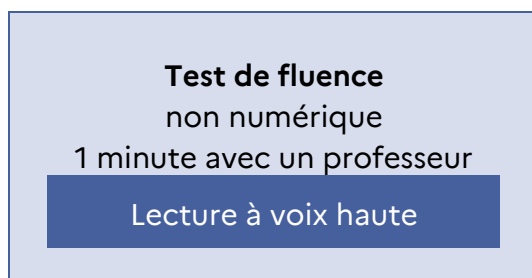 Test de fluence
non numérique
1 minute avec un professeur
Lecture à voix haute